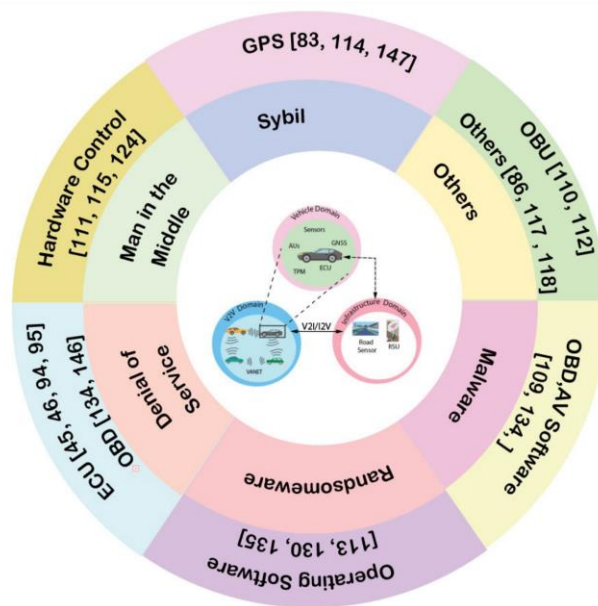 GPS [83, 114, 147]
Sybil
OBU [110, 112]
Others [86, 117 , 118]
Others
OBD,AV Software
[109, 134, ]
Malware
Operating Software
[113, 130, 135]
Randsomeware
ECU [45, 46, 94, 95]
OBD [134, 146]
Denial of
Service
Hardware Control
[111, 115, 124]
Man in the
Middle
Vehicle Domain
Sensors
GNSS
ECU
TPM
V2V Domain
VANET
V2I/I2V
Infrastructure Domain
Road
Sensor
RSU